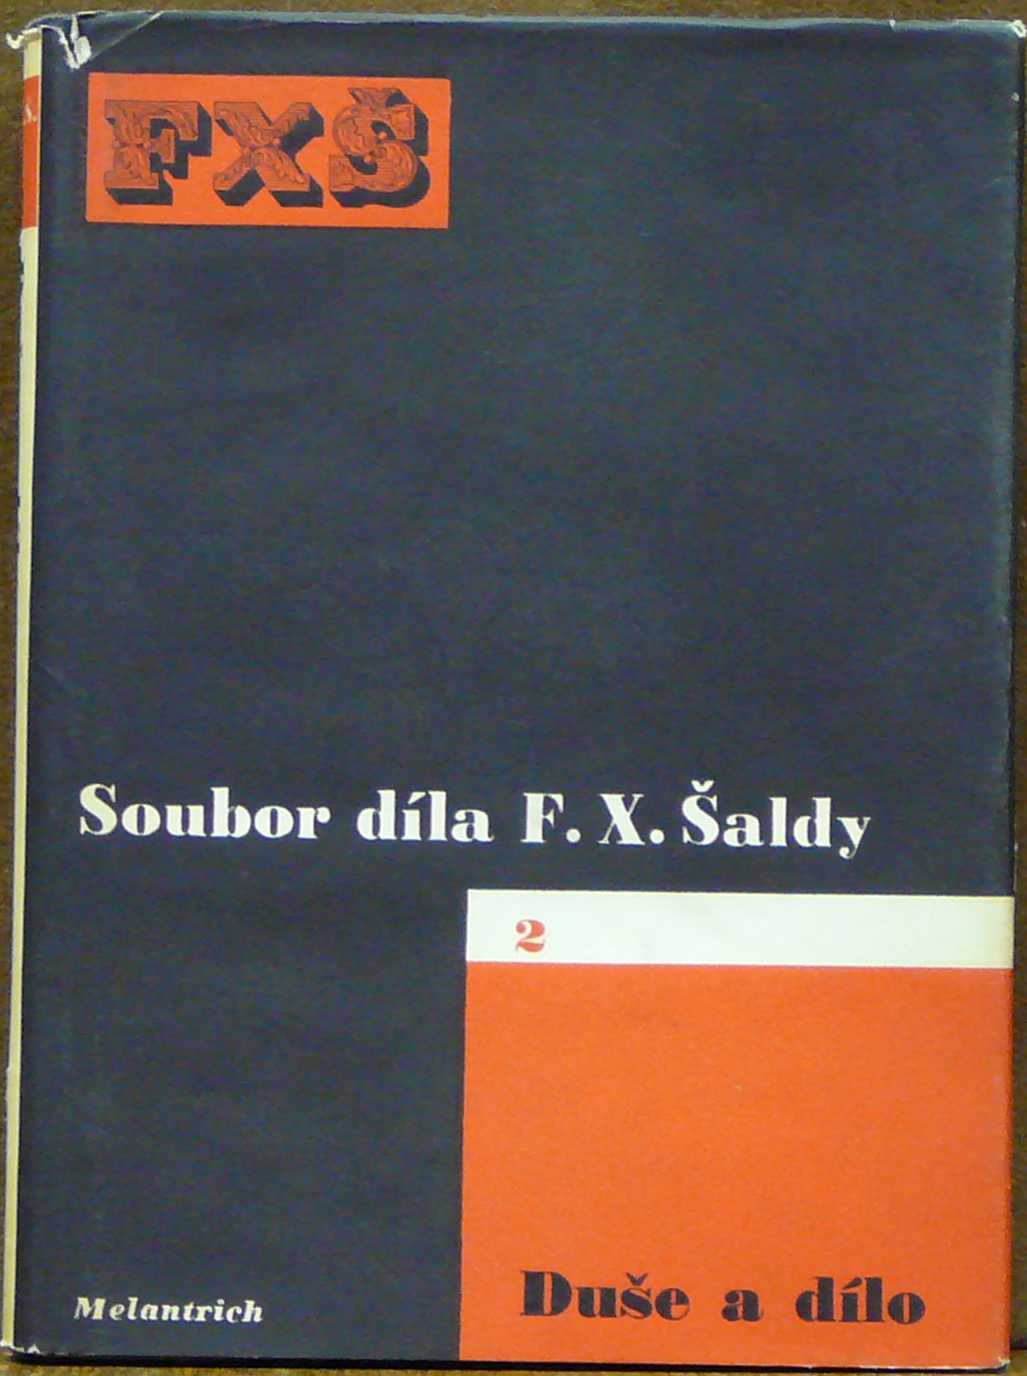 FXŠ
Soubor díla F. X. Šaldy
2
Duše a dílo
Melantrich